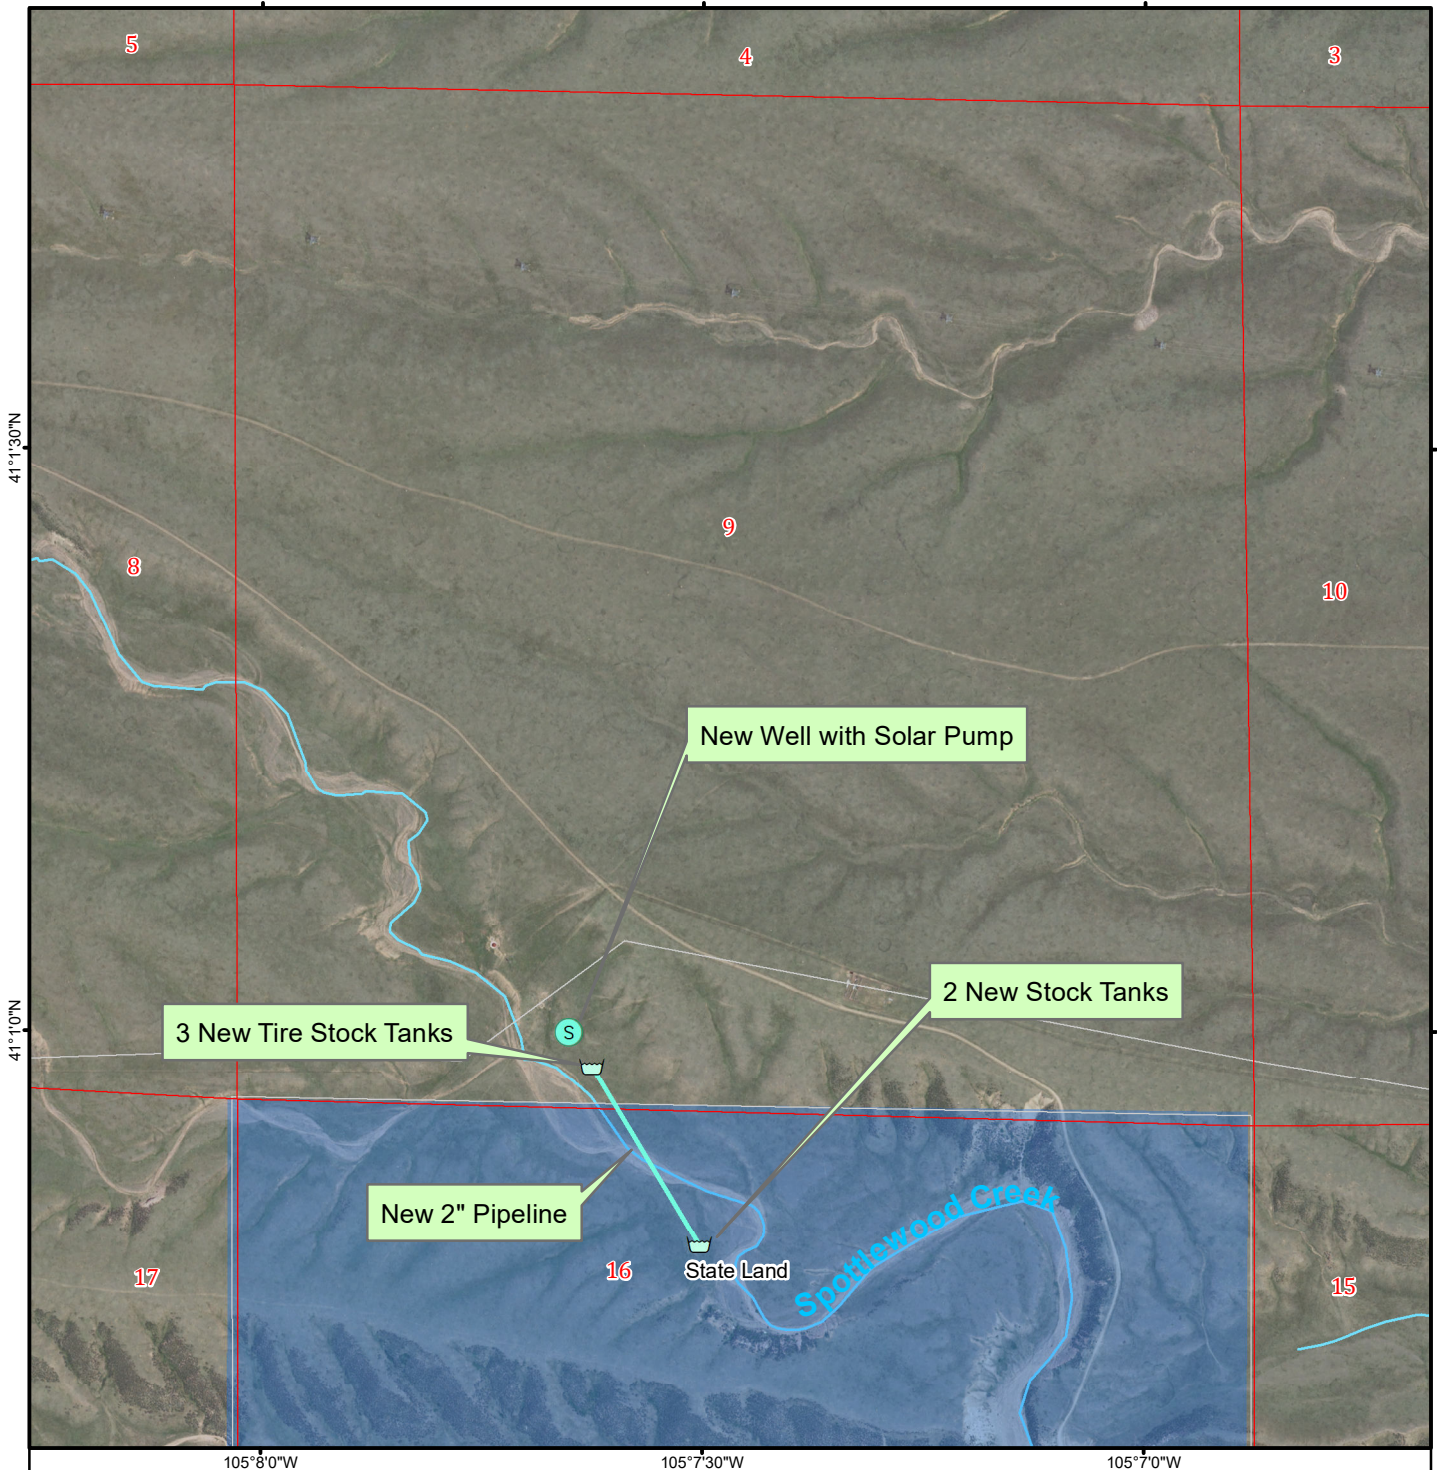 5
4
3
41°1'30"N
9
8
10
New Well with Solar Pump
2 New Stock Tanks
3 New Tire Stock Tanks
S
41°1'0"N
New 2" Pipeline
Spottlewood Creek
16
State Land
17
15
105°8'0"W
105°7'30"W
105°7'0"W